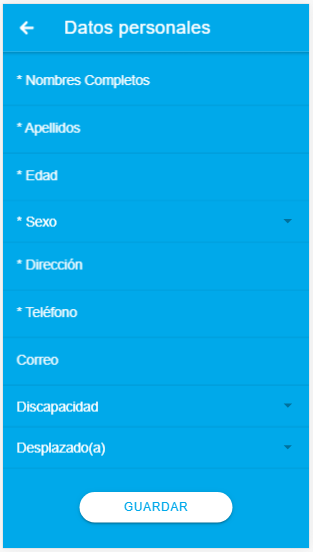 Datos personales
* Nombres Completos
* Apellidos
* Edad
* Sexo
* Dirección
* Teléfono
Correo
Discapacidad
Desplazado(a)
GUARDAR